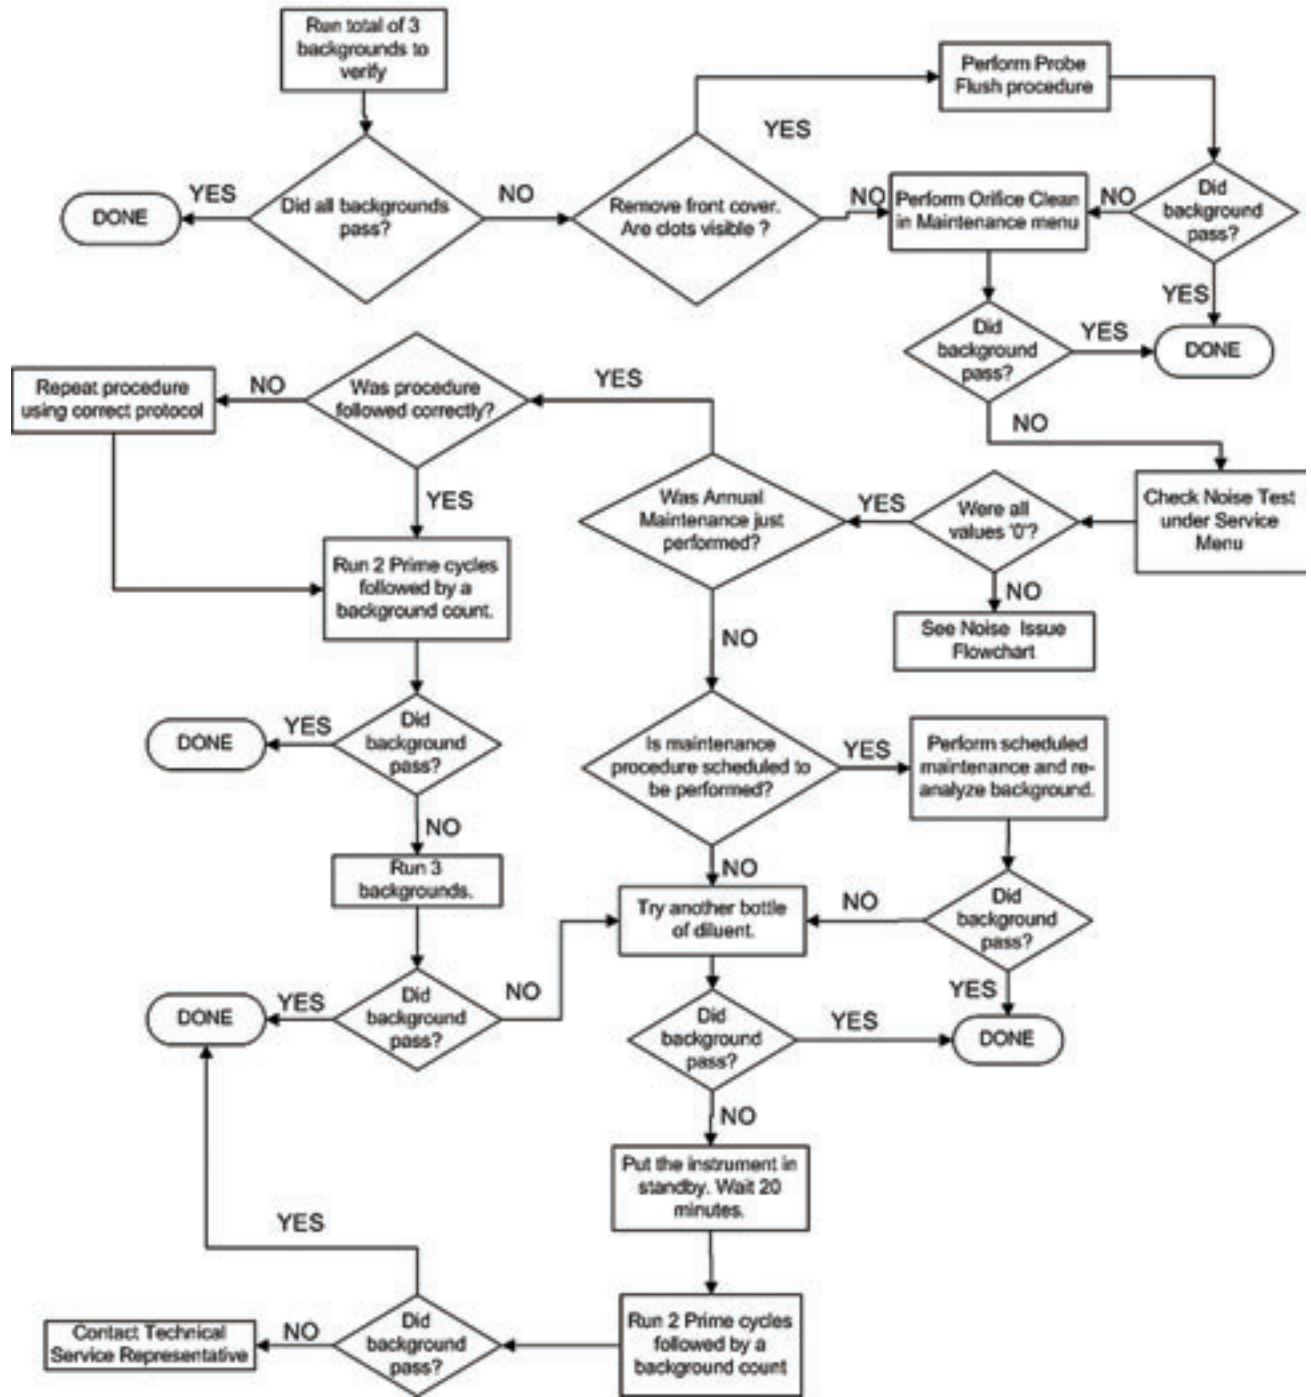 Run total of 3
backgrounds to
verify
Perform Probe
Flush procedure
YES
YES
Did all backgrounds
pass?
NO
Remove front cover.
Are clots visible ?
NO
Perform Orifice Clean
in Maintenance menu
NO
Did
background
pass?
DONE
YES
Did
background
pass?
YES
DONE
NO
Repeat procedure
using correct protocol
NO
Was procedure
followed correctly?
YES
YES
Was Annual
Maintenance just
performed?
YES
Were all
values '0'?
Check Noise Test
under Service
Menu
NO
See Noise Issue
Flowchart
Run 2 Prime cycles
followed by a
background count.
NO
DONE
YES
Did
background
pass?
Is maintenance
procedure scheduled to
be performed?
YES
Perform scheduled
maintenance and re-
analyze background.
NO
Run 3
backgrounds.
NO
Try another bottle
of diluent.
NO
Did
background
pass?
YES
DONE
YES
Did
background
pass?
NO
Did
background
pass?
YES
DONE
NO
Put the instrument in
standby. Wait 20
minutes.
YES
Contact Technical
Service Representative
NO
Did
background
pass?
Run 2 Prime cycles
followed by a
background count